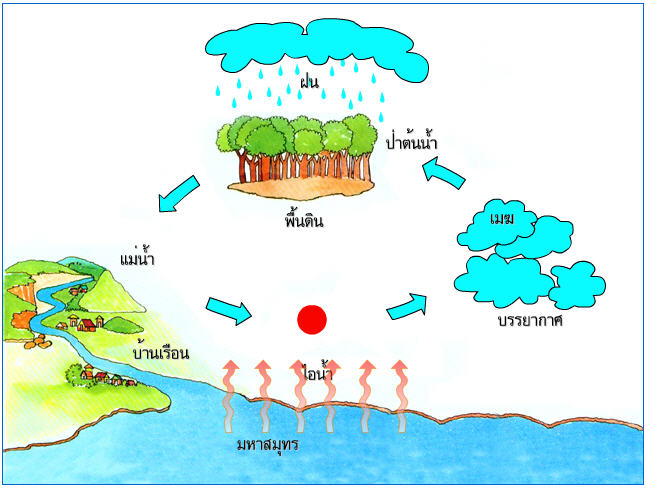 ฝน
ป่าต้นน้ำ
พื้นดิน
เมฆ
แม่น้ำ
บรรยากาศ
บ้านเรือน
ไอน้ำ
มหาสมุทร